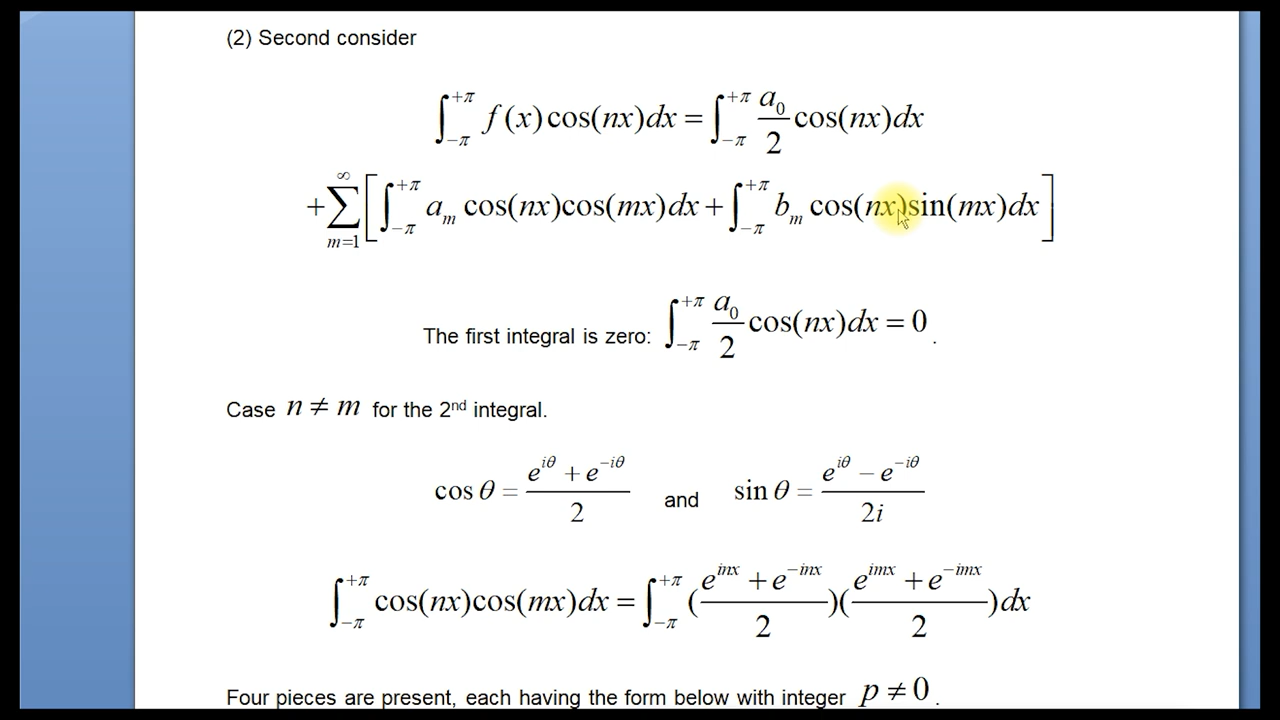 (2) Second consider
∫_{−π}^{+π} f(x)cos(nx)dx = ∫_{−π}^{+π} a₀/2 cos(nx)dx
+∑_{m=1}^{∞} [∫_{−π}^{+π} a_m cos(nx)cos(mx)dx + ∫_{−π}^{+π} b_m cos(nx)sin(mx)dx]
The first integral is zero: ∫_{−π}^{+π} a₀/2 cos(nx)dx = 0 .
Case n ≠ m for the 2nd integral.
cos θ = (e^{iθ} + e^{−iθ})/2 and sin θ = (e^{iθ} − e^{−iθ})/2i
∫_{−π}^{+π} cos(nx)cos(mx)dx = ∫_{−π}^{+π} ((e^{inx} + e^{−inx})/2)((e^{imx} + e^{−imx})/2)dx
Four pieces are present, each having the form below with integer p ≠ 0 .